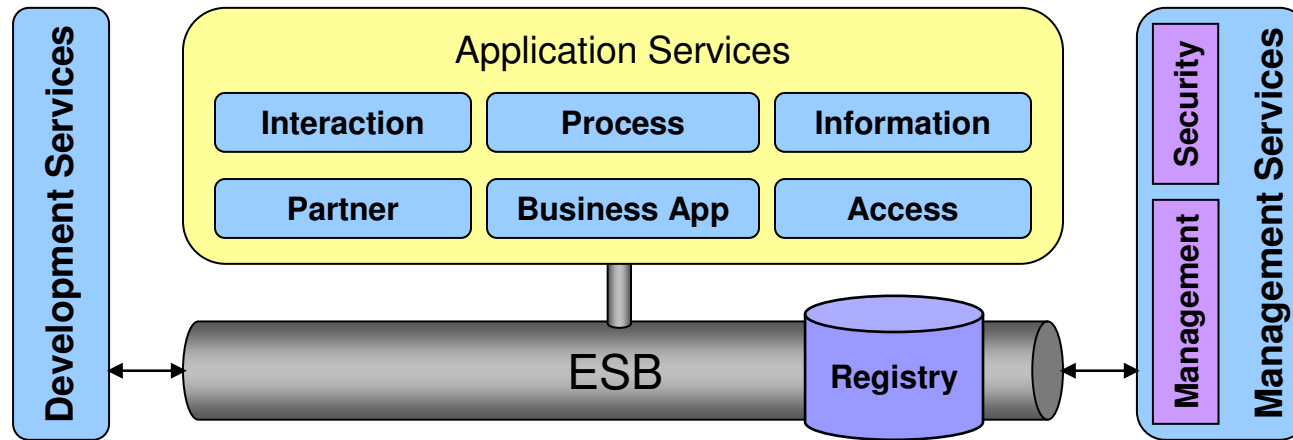 Development Services
Application Services
Interaction
Process
Information
Partner
Business App
Access
ESB
Registry
Security
Management
Management Services